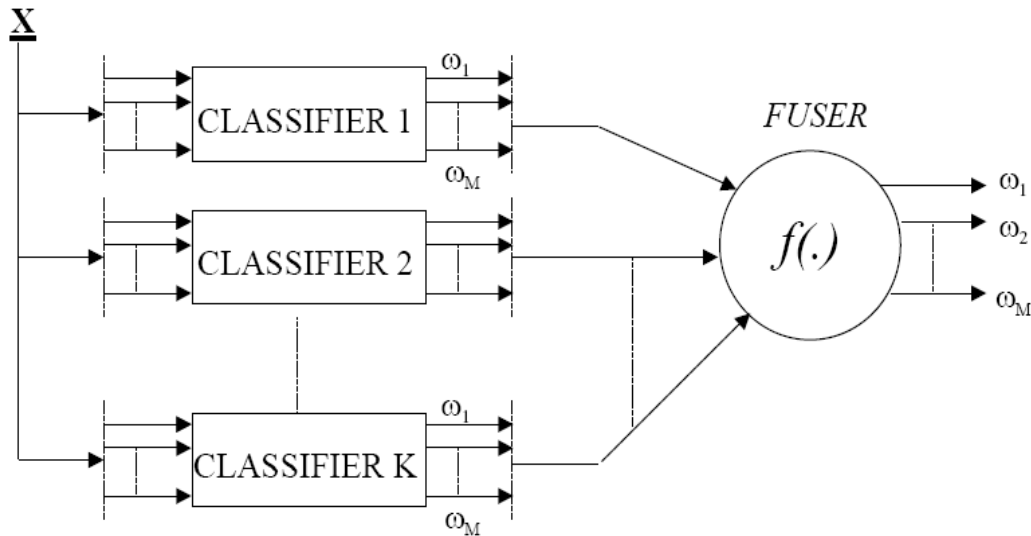 X
ω1
CLASSIFIER 1
ωM
FUSER
f(.)
ω1
ω2
ωM
CLASSIFIER 2
ω1
CLASSIFIER K
ωM